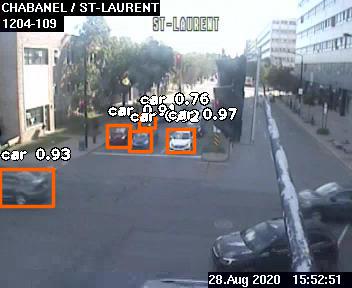 CHABANEL / ST-LAURENT
1204-109
ST-LAURENT
car 0.76
car 0.97
car 0.93
28.Aug 2020 15:52:51